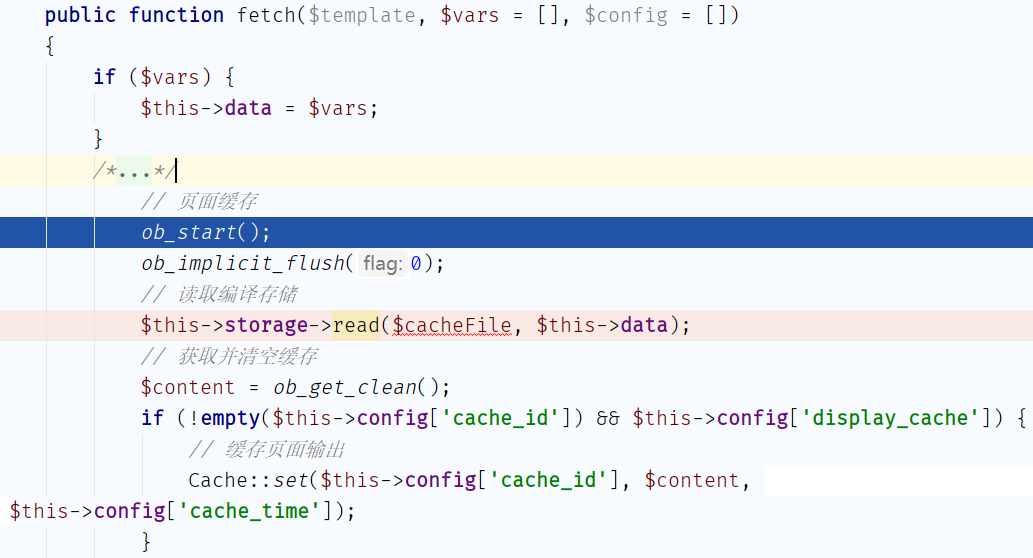 public function fetch($template, $vars = [], $config = [])
{
if ($vars) {
$this->data = $vars;
}
/*...*/
// 页面缓存
ob_start();
ob_implicit_flush( flag: 0);
// 读取编译存储
$this->storage->read($cacheFile, $this->data);
// 获取并清空缓存
$content = ob_get_clean();
if (!empty($this->config['cache_id']) && $this->config['display_cache']) {
// 缓存页面输出
Cache::set($this->config['cache_id'], $content,
$this->config['cache_time']);
}